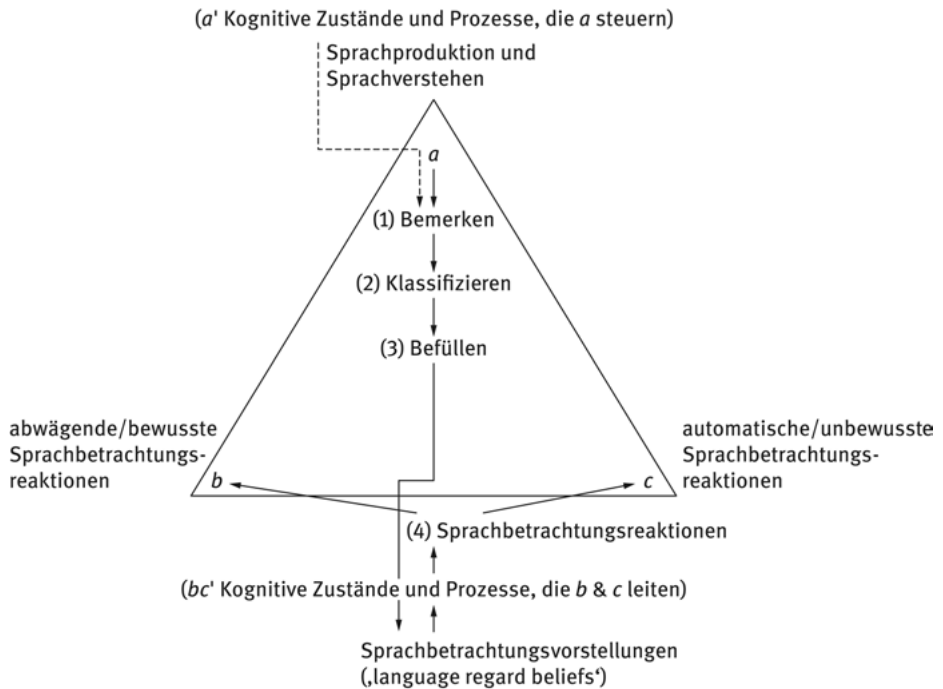 (a' Kognitive Zustände und Prozesse, die a steuern)
Sprachproduktion und
Sprachverstehen
a
(1) Bemerken
(2) Klassifizieren
(3) Befüllen
abwägende/bewusste
Sprachbetrachtungs-
reaktionen
b
automatische/unbewusste
Sprachbetrachtungs-
reaktionen
c
(4) Sprachbetrachtungsreaktionen
(bc' Kognitive Zustände und Prozesse, die b & c leiten)
Sprachbetrachtungsvorstellungen
(‚language regard beliefs‘)